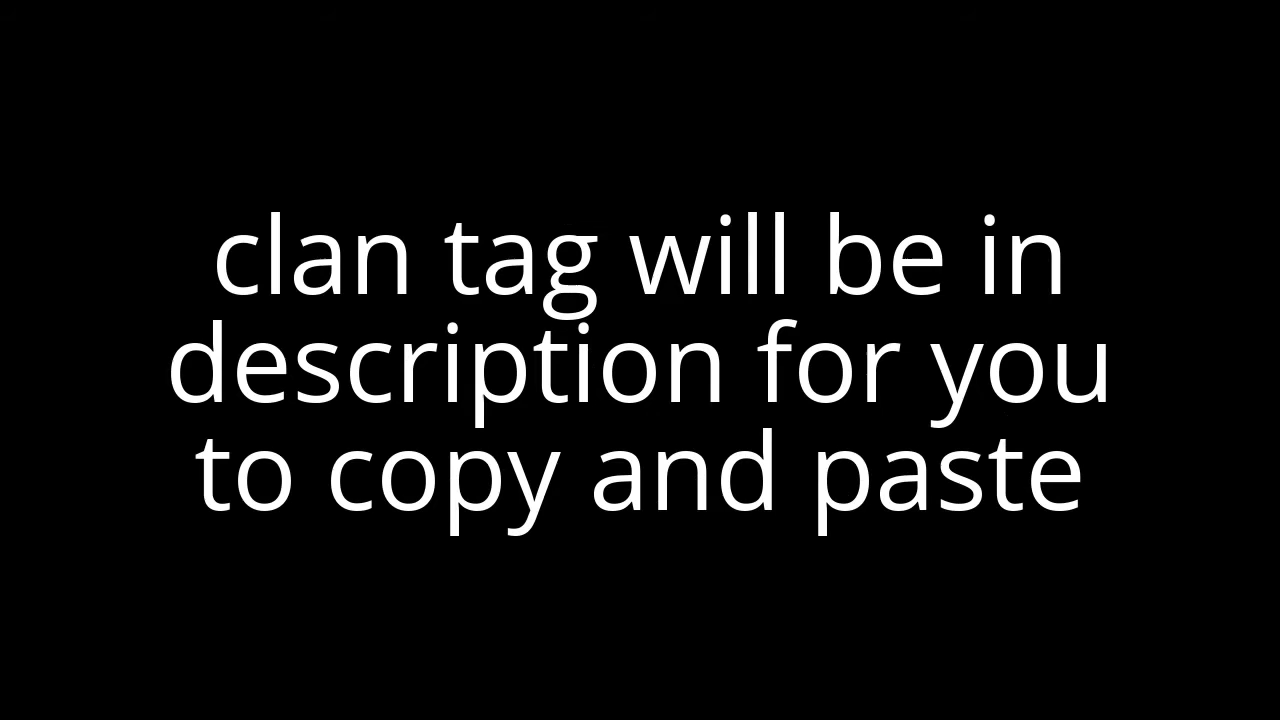 clan tag will be in
description for you
to copy and paste